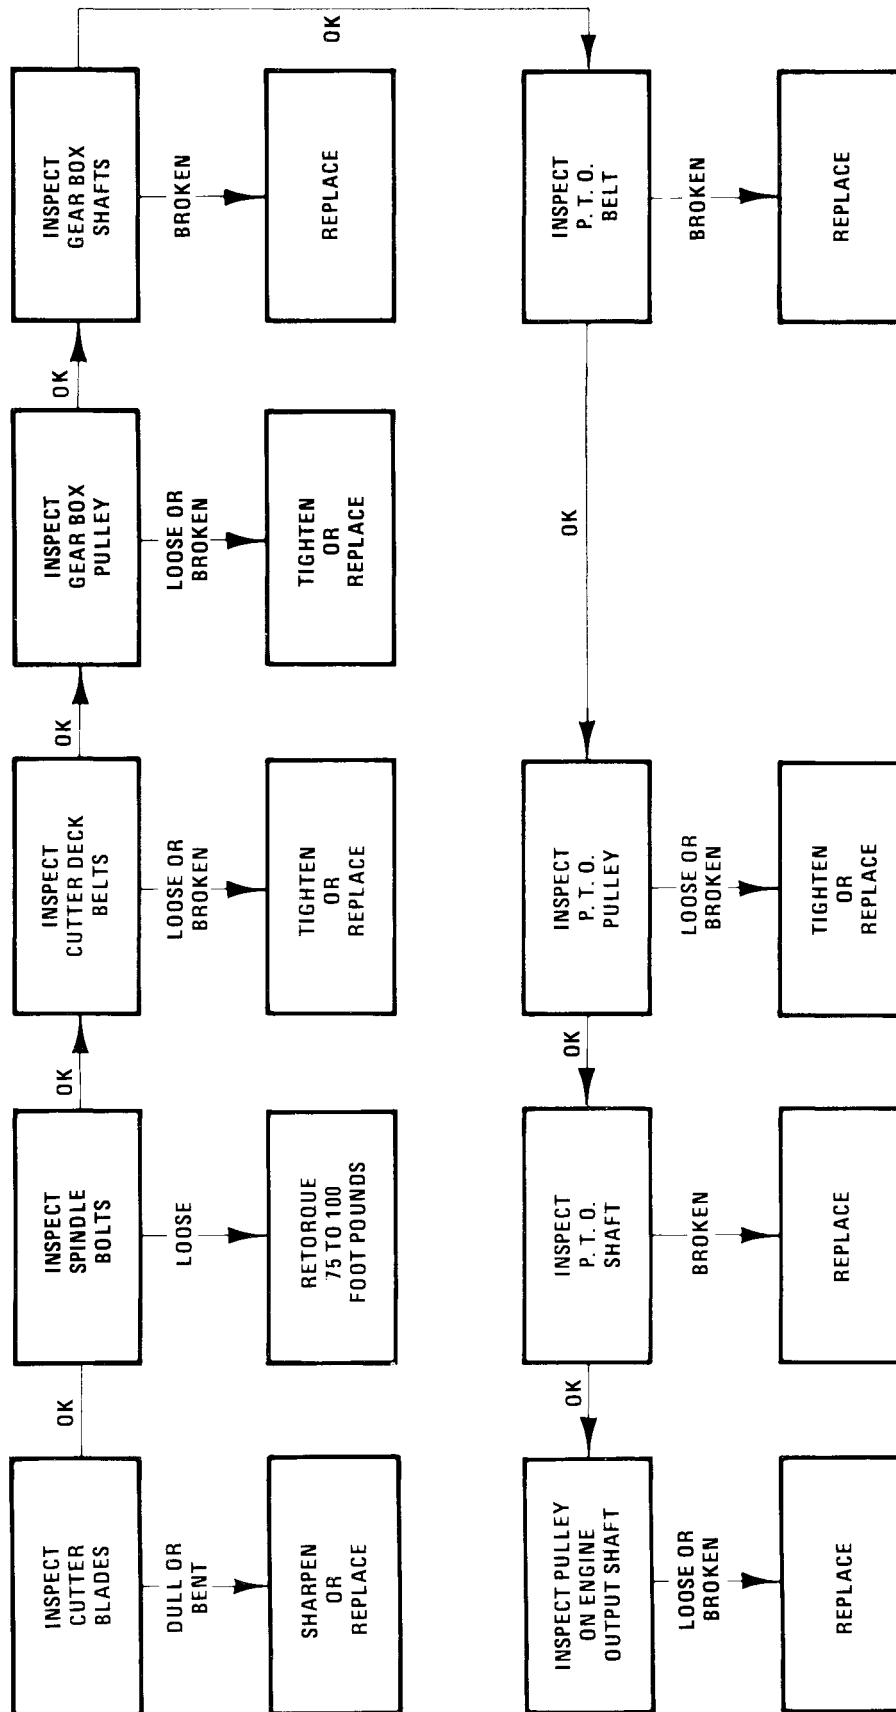 INSPECT
CUTTER
BLADES
OK
DULL OR
BENT
SHARPEN
OR
REPLACE
INSPECT
SPINDLE
BOLTS
OK
LOOSE
RETORQUE
75 TO 100
FOOT POUNDS
INSPECT
CUTTER DECK
BELTS
OK
LOOSE OR
BROKEN
TIGHTEN
OR
REPLACE
INSPECT
GEAR BOX
PULLEY
OK
LOOSE OR
BROKEN
TIGHTEN
OR
REPLACE
INSPECT
GEAR BOX
SHAFTS
OK
BROKEN
REPLACE
INSPECT
P. T. O.
BELT
OK
BROKEN
REPLACE
INSPECT
P. T. O.
PULLEY
OK
LOOSE OR
BROKEN
TIGHTEN
OR
REPLACE
INSPECT
P. T. O.
SHAFT
OK
BROKEN
REPLACE
INSPECT PULLEY
ON ENGINE
OUTPUT SHAFT
LOOSE OR
BROKEN
REPLACE